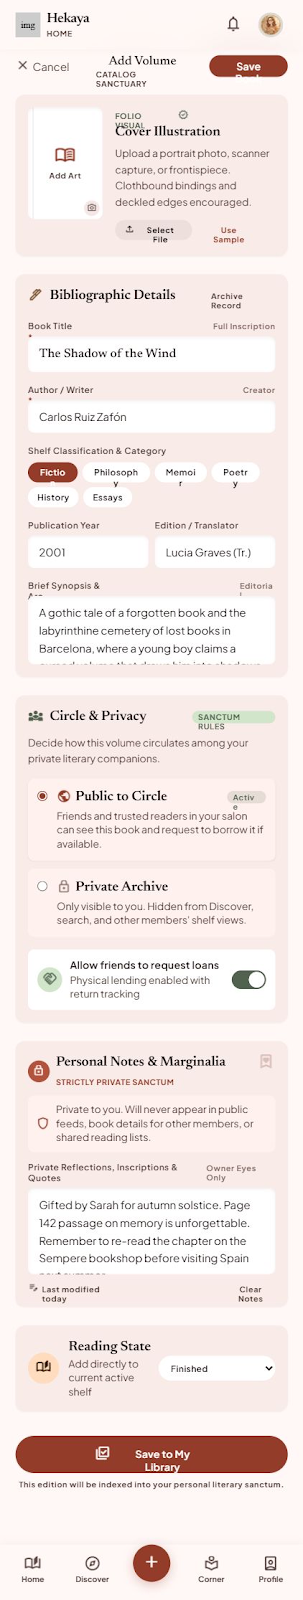 img
Hekaya
HOME
Cancel
Add Volume
CATALOG
SANCTUARY
Save
FOLIO
VISUAL
Cover Illustration
Add Art
Upload a portrait photo, scanner
capture, or frontispiece.
Clothbound bindings and
deckled edges encouraged.
Select
File
Use
Sample
Bibliographic Details
Archive
Record
Book Title
*
Full Inscription
The Shadow of the Wind
Author / Writer
*
Creator
Carlos Ruiz Zafón
Shelf Classification & Category
Fictio
Philosoph
y
Memoi
r
Poetr
y
History
Essays
Publication Year
Edition / Translator
2001
Lucia Graves (Tr.)
Brief Synopsis &
Editoria
l
A gothic tale of a forgotten book and the
labyrinthine cemetery of lost books in
Barcelona, where a young boy claims a
Circle & Privacy
SANCTUM
RULES
Decide how this volume circulates among your
private literary companions.
Public to Circle
Activ
e
Friends and trusted readers in your salon
can see this book and request to borrow it if
available.
Private Archive
Only visible to you. Hidden from Discover,
search, and other members' shelf views.
Allow friends to request loans
Physical lending enabled with
return tracking
Personal Notes & Marginalia
STRICTLY PRIVATE SANCTUM
Private to you. Will never appear in public
feeds, book details for other members, or
shared reading lists.
Private Reflections, Inscriptions &
Quotes
Owner Eyes
Only
Gifted by Sarah for autumn solstice. Page
142 passage on memory is unforgettable.
Remember to re-read the chapter on the
Sempere bookshop before visiting Spain
Last modified
today
Clear
Notes
Reading State
Add directly to
current active
shelf
Finished
Save to My
Library
This edition will be indexed into your personal literary sanctum.
Home
Discover
+
Corner
Profile